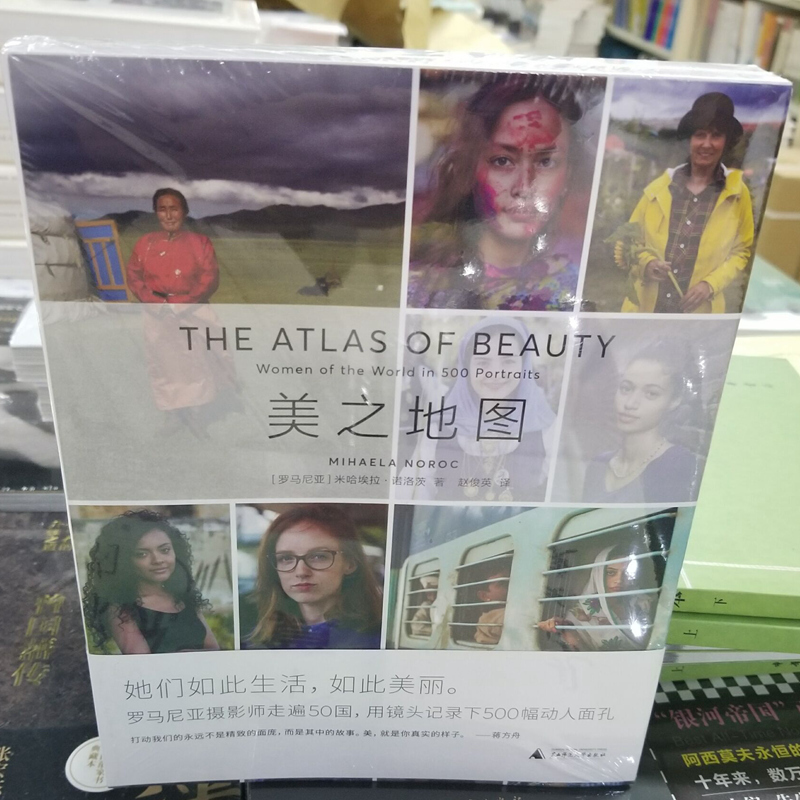 THE ATLAS OF BEAUTY
Women of the World in 500 Portraits
美之地图
MIHAELA NOROC
[罗马尼亚]米哈埃拉·诺洛茨 著 赵俊英 译
她们如此生活，如此美丽。
罗马尼亚摄影师走遍50国，用镜头记录下500幅动人面孔
打动我们的永远不是精致的面庞，而是其中的故事。美，就是你真实的样子。 ——蒋方舟
下
上
上
"银河帝国"
阿西莫夫永恒的
十年来，数万
典藏本